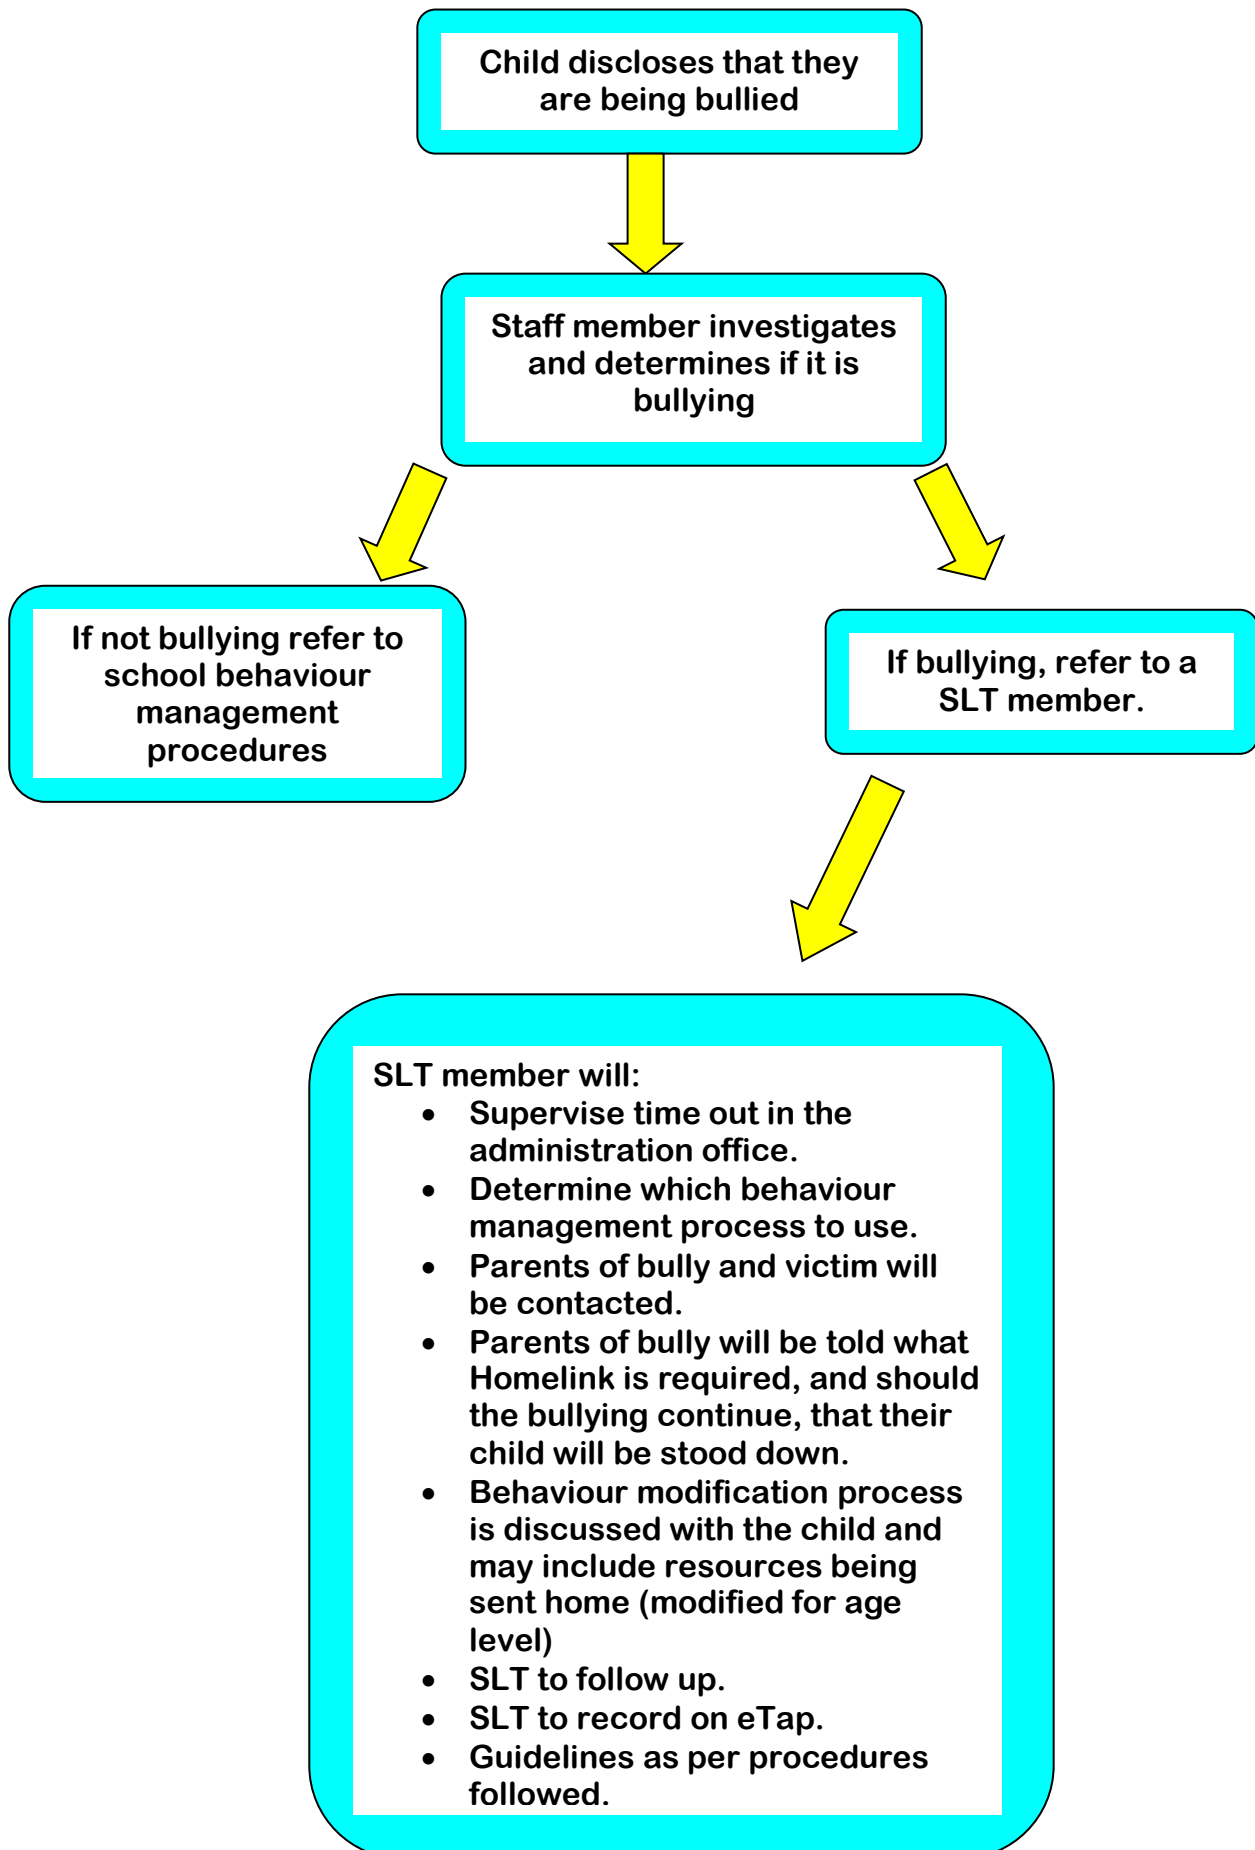 Child discloses that they
are being bullied
Staff member investigates
and determines if it is
bullying
If not bullying refer to
school behaviour
management
procedures
If bullying, refer to a
SLT member.
SLT member will:
• Supervise time out in the
administration office.
• Determine which behaviour
management process to use.
• Parents of bully and victim will
be contacted.
• Parents of bully will be told what
Homelink is required, and should
the bullying continue, that their
child will be stood down.
• Behaviour modification process
is discussed with the child and
may include resources being
sent home (modified for age
level)
• SLT to follow up.
• SLT to record on eTap.
• Guidelines as per procedures
followed.